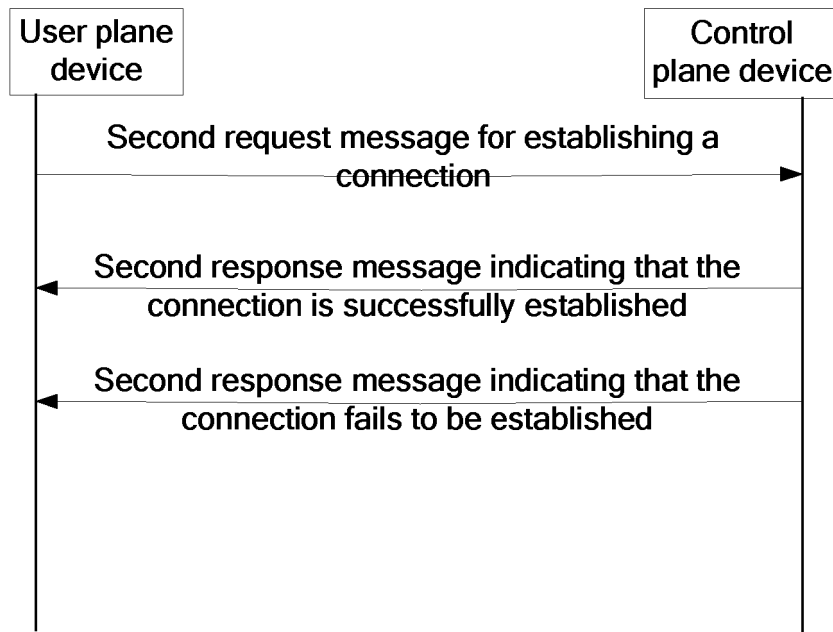 User plane
device
Control
plane device
Second request message for establishing a
connection
Second response message indicating that the
connection is successfully established
Second response message indicating that the
connection fails to be established